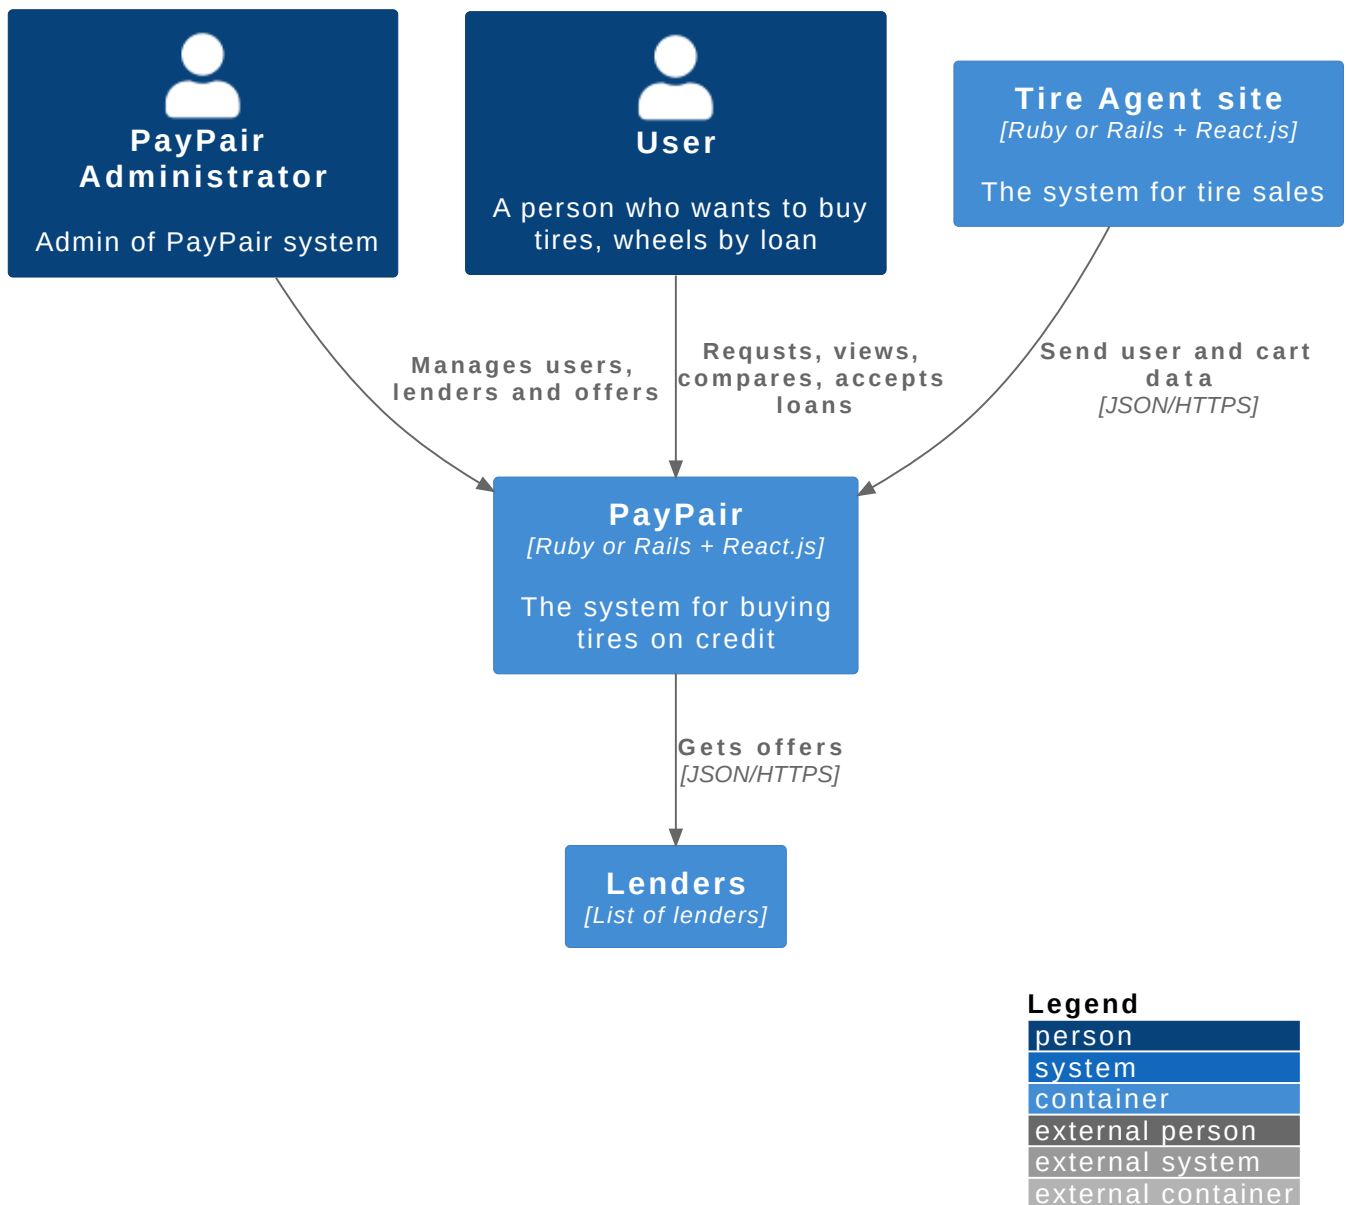 PayPair
Administrator
Admin of PayPair system
User
A person who wants to buy
tires, wheels by loan
Tire Agent site
[Ruby or Rails + React.js]
The system for tire sales
Manages users,
lenders and offers
Requsts, views,
compares, accepts
loans
Send user and cart
data
[JSON/HTTPS]
PayPair
[Ruby or Rails + React.js]
The system for buying
tires on credit
Gets offers
[JSON/HTTPS]
Lenders
[List of lenders]
Legend
person
system
container
external person
external system
external container